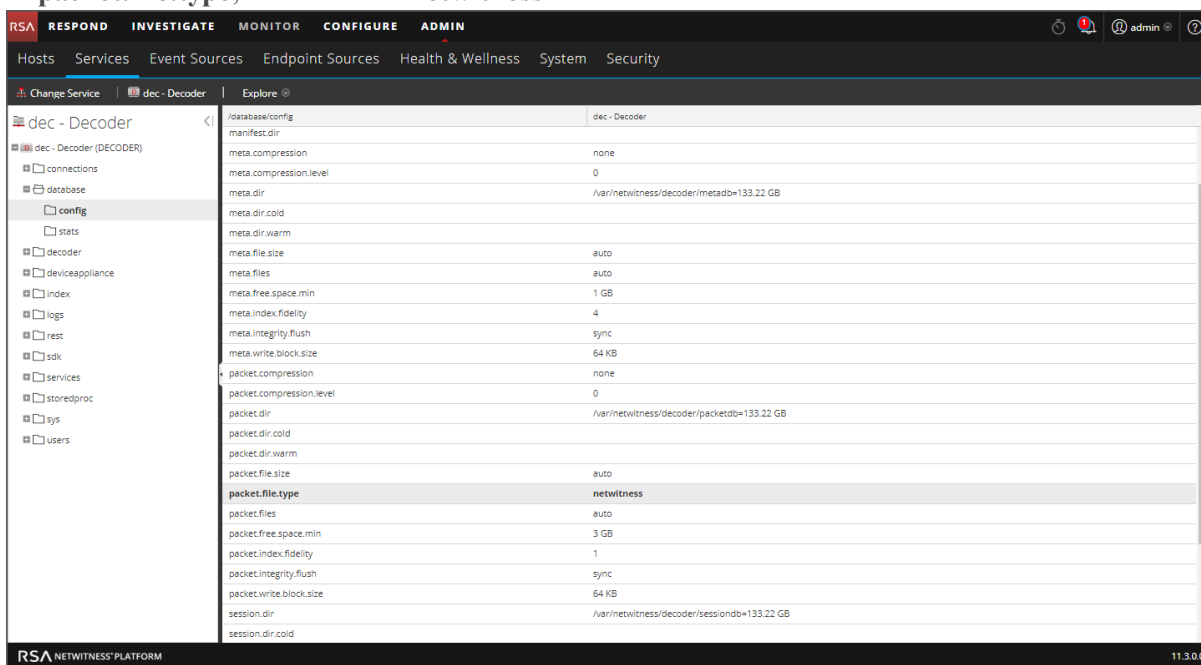 RSA RESPOND INVESTIGATE MONITOR CONFIGURE ADMIN 1 admin ?
Hosts Services Event Sources Endpoint Sources Health & Wellness System Security
Change Service dec - Decoder Explore
dec - Decoder
dec - Decoder (DECODER)
connections
database
config
stats
decoder
deviceappliance
index
logs
rest
sdk
services
storedproc
sys
users
/database/config dec - Decoder
manifest.dir
meta.compression none
meta.compression.level 0
meta.dir /var/netwitness/decoder/metadb=133.22 GB
meta.dir.cold
meta.dir.warm
meta.file.size auto
meta.files auto
meta.free.space.min 1 GB
meta.index.fidelity 4
meta.integrity.flush sync
meta.write.block.size 64 KB
packet.compression none
packet.compression.level 0
packet.dir /var/netwitness/decoder/packetdb=133.22 GB
packet.dir.cold
packet.dir.warm
packet.file.size auto
packet.file.type netwitness
packet.files auto
packet.free.space.min 3 GB
packet.index.fidelity 1
packet.integrity.flush sync
packet.write.block.size 64 KB
session.dir /var/netwitness/decoder/sessiondb=133.22 GB
session.dir.cold
RSA NETWITNESS® PLATFORM